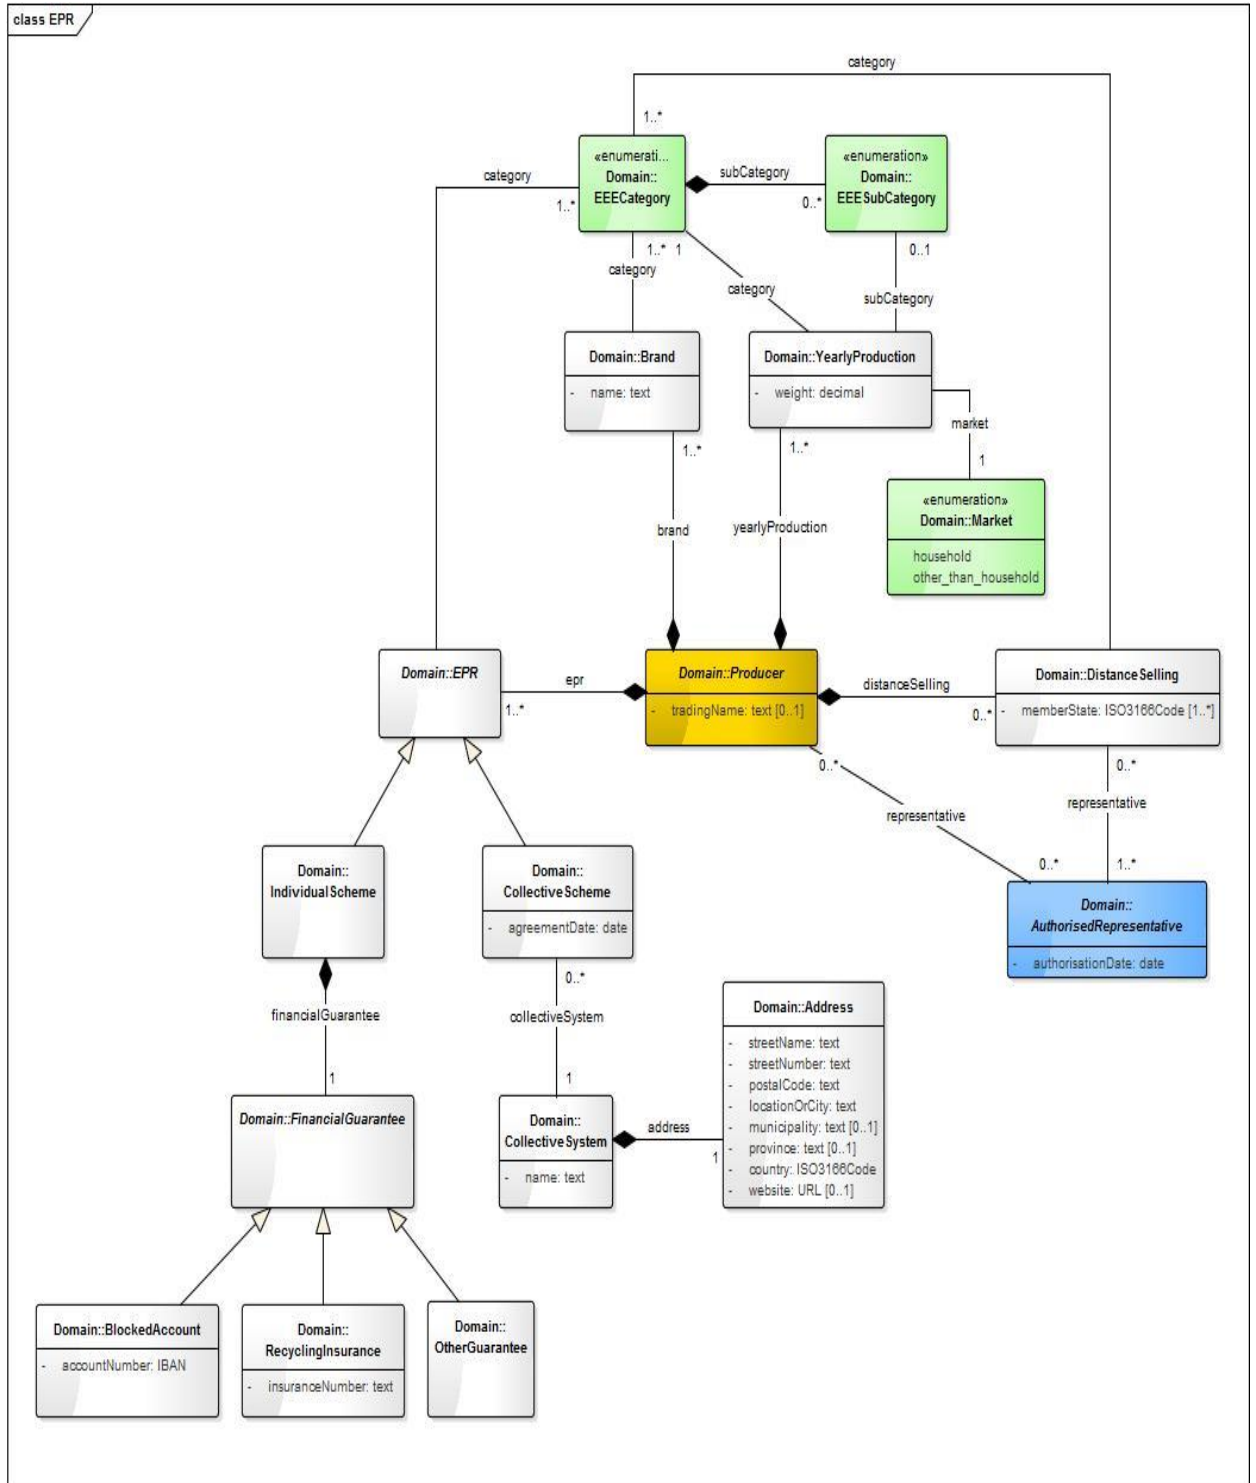 class EPR
category
1..*
«enumerati...
Domain::
EEECategory
subCategory
0..*
«enumeration»
Domain::
EEESubCategory
category
1..*
1..*
1
0..1
category
category
subCategory
Domain::Brand
- name: text
Domain::YearlyProduction
- weight: decimal
market
1
1..*
1..*
«enumeration»
Domain::Market
household
other_than_household
brand
yearlyProduction
Domain::EPR
epr
1..*
Domain::Producer
- tradingName: text [0..1]
distanceSelling
0..*
Domain::DistanceSelling
- memberState: ISO3166Code [1..*]
0..*
0..*
representative
representative
0..*
1..*
Domain::
IndividualScheme
Domain::
CollectiveScheme
- agreementDate: date
Domain::
AuthorisedRepresentative
- authorisationDate: date
0..*
financialGuarantee
collectiveSystem
1
1
Domain::Address
- streetName: text
- streetNumber: text
- postalCode: text
- locationOrCity: text
- municipality: text [0..1]
- province: text [0..1]
- country: ISO3166Code
- website: URL [0..1]
Domain::FinancialGuarantee
Domain::
CollectiveSystem
- name: text
address
1
Domain::BlockedAccount
- accountNumber: IBAN
Domain::
RecyclingInsurance
- insuranceNumber: text
Domain::
OtherGuarantee